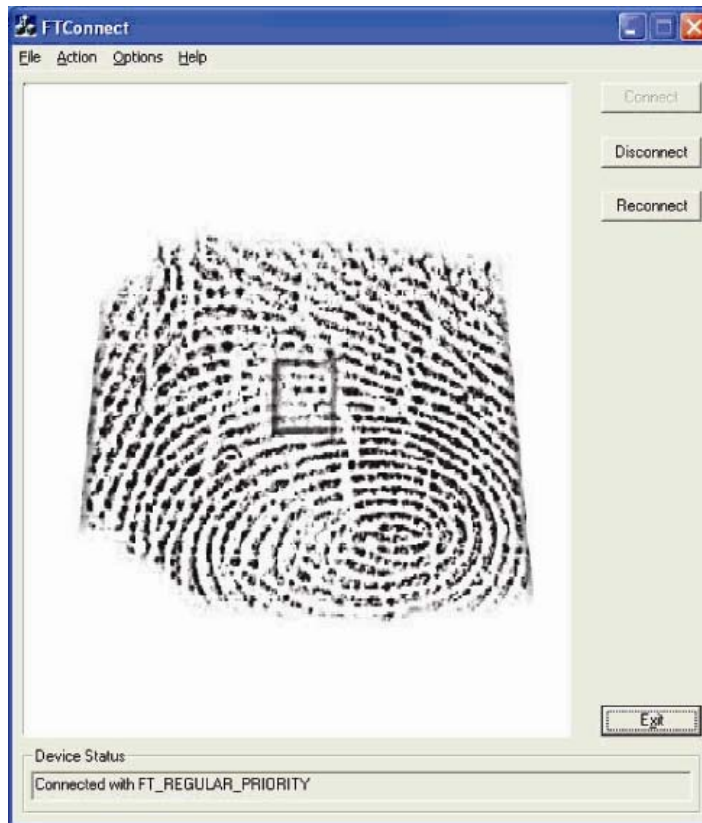 FTConnect
File Action Options Help
Connect
Disconnect
Reconnect
Exit
Device Status
Connected with FT_REGULAR_PRIORITY